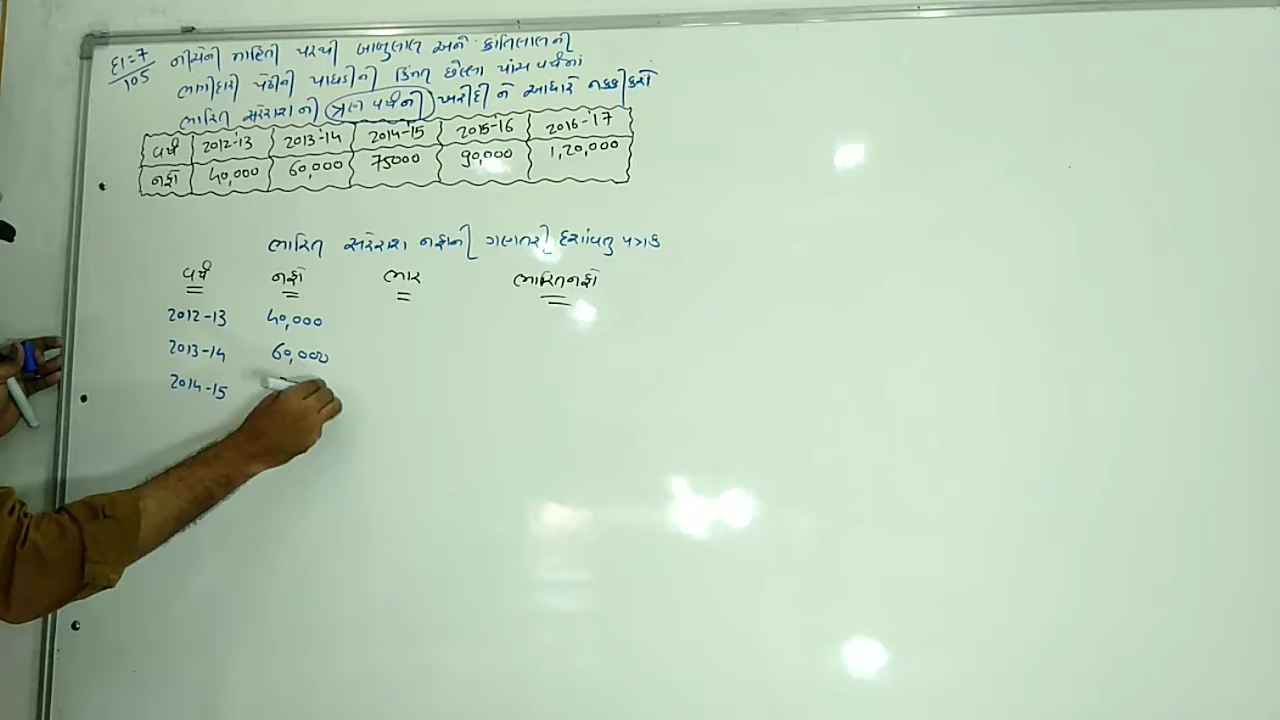 દા=7
105
નીચેની માહિતી પરથી બાબુલાલ અને કાંતિલાલની
ભાગીદારી પેઢીની પાઘડીની કિંમત છેલ્લા પાંચ વર્ષનાં
ભારિત સરેરાશની ત્રણ વર્ષની ખરીદી ને આધારે નક્કી કરો
વર્ષ 2012-'13 2013-'14 2014-'15 2015-'16 2016-'17
નફો 40,000 60,000 75000 90,000 1,20,000
ભારિત સરેરાશ નફાની ગણતરી દર્શાવતુ પત્રક
વર્ષ નફો ભાર ભારિતનફો
2012-13 40,000
2013-14 60,000
2014-15